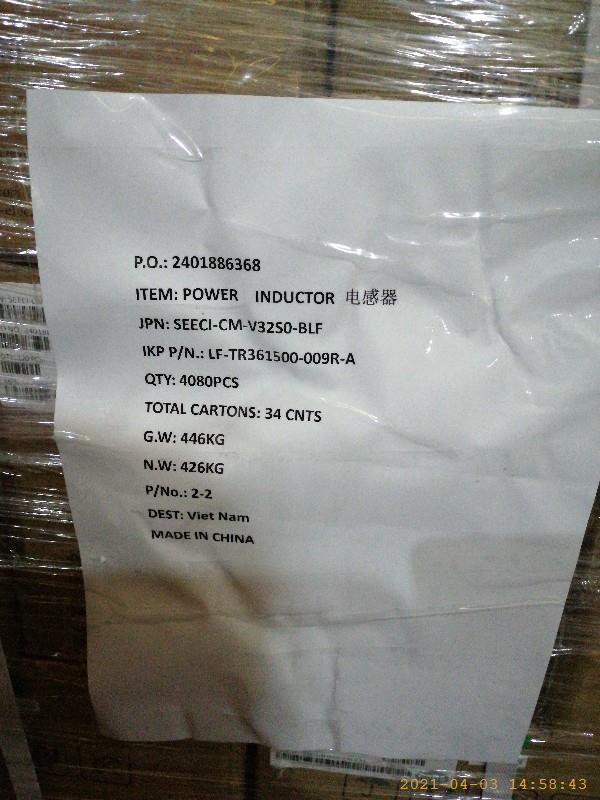 P.O.: 2401886368
ITEM: POWER INDUCTOR 电感器
JPN: SEECI-CM-V32S0-BLF
IKP P/N.: LF-TR361500-009R-A
QTY: 4080PCS
TOTAL CARTONS: 34 CNTS
G.W: 446KG
N.W: 426KG
P/No.: 2-2
DEST: Viet Nam
MADE IN CHINA
2021-04-03 14:58:43